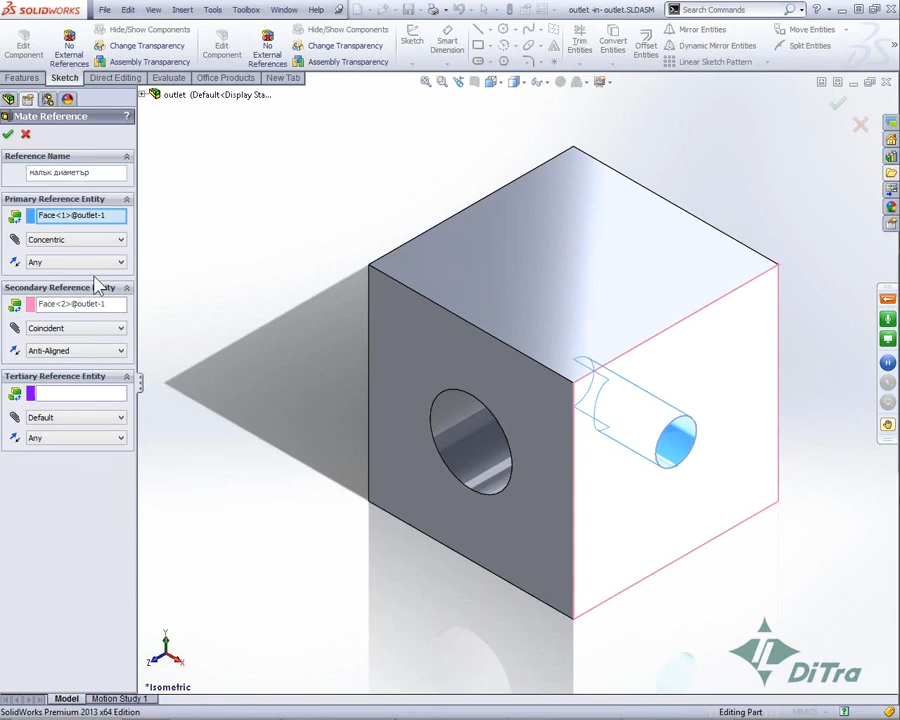 SOLIDWORKS File Edit View Insert Tools Window Help outlet -in- outlet.SLDASM Search Commands
Edit Component
No External References
Hide/Show Components
Change Transparency
Assembly Transparency
Edit Component
No External References
Hide/Show Components
Change Transparency
Assembly Transparency
Sketch
Smart Dimension
Trim Entities
Convert Entities
Offset Entities
Mirror Entities
Dynamic Mirror Entities
Linear Sketch Pattern
Move Entities
Split Entities
Features Sketch Direct Editing Evaluate Office Products New Tab
outlet (Default<Display Sta...
Mate Reference ?
Reference Name
малък диаметър
Primary Reference Entity
Face<1>@outlet-1
Concentric
Any
Secondary Reference Entity
Face<2>@outlet-1
Coincident
Anti-Aligned
Tertiary Reference Entity
Default
Any
Y
Z
X
*Isometric
DiTra
Model Motion Study 1
SolidWorks Premium 2013 x64 Edition Editing Part MMGS